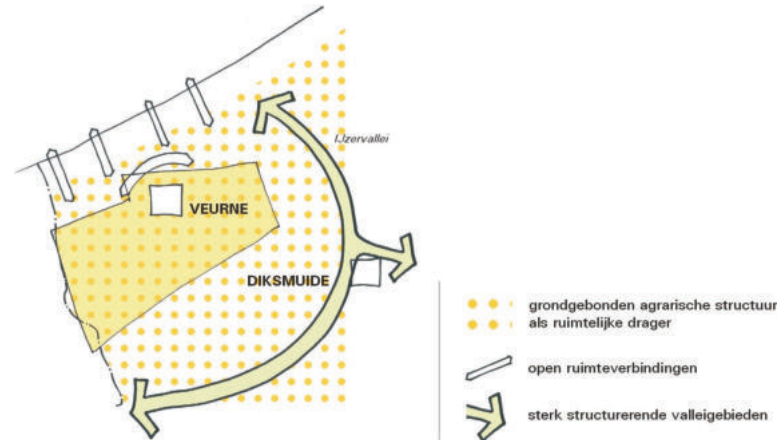 IJzervallei
VEURNE
DIKSMUIDE
grondgebonden agrarische structuur
als ruimtelijke drager
open ruimteverbindingen
sterk structurerende valleigebieden